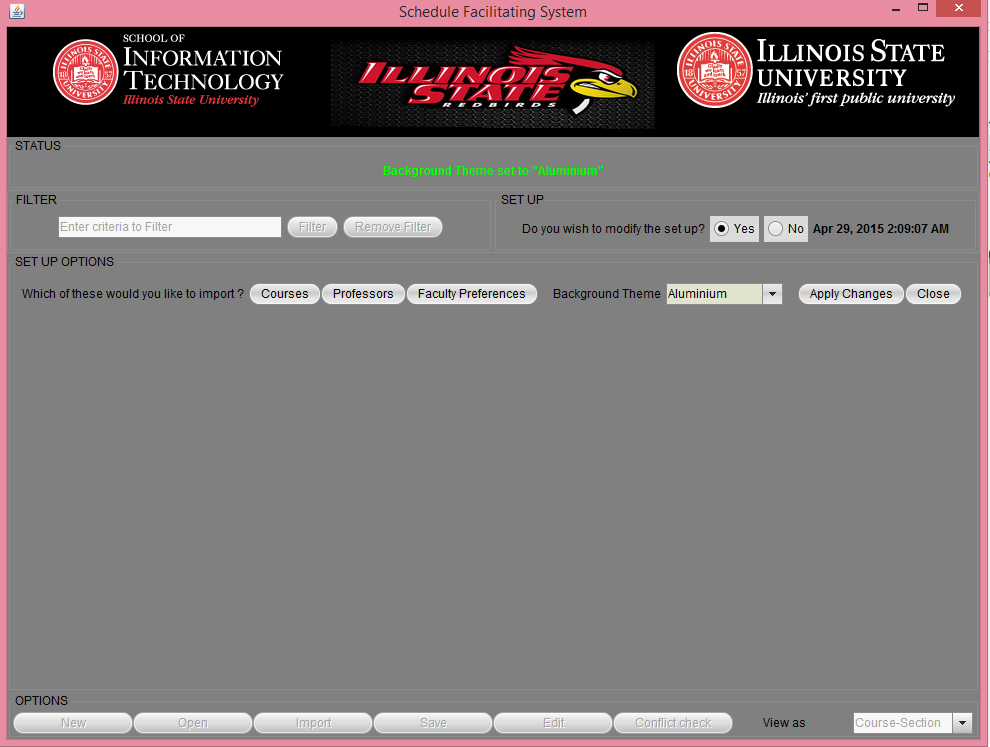 Schedule Facilitating System
SCHOOL OF
INFORMATION
TECHNOLOGY
Illinois State University
ILLINOIS
STATE
REDBIRDS
ILLINOIS STATE
UNIVERSITY
Illinois' first public university
STATUS
Background Theme set to "Aluminium"
FILTER
Enter criteria to Filter Filter Remove Filter
SET UP
Do you wish to modify the set up? Yes No Apr 29, 2015 2:09:07 AM
SET UP OPTIONS
Which of these would you like to import ? Courses Professors Faculty Preferences Background Theme Aluminium Apply Changes Close
OPTIONS
New Open Import Save Edit Conflict check View as Course-Section